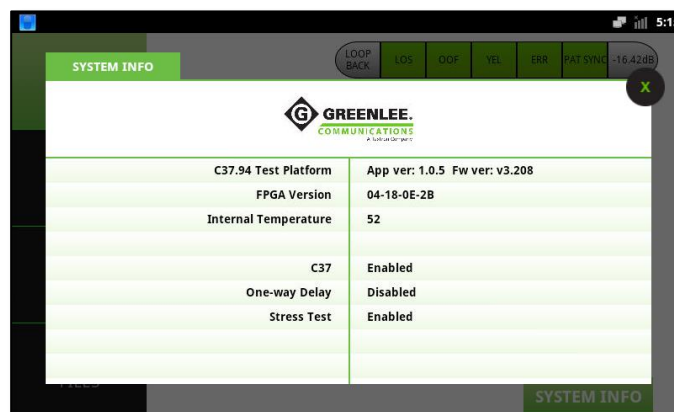 5:1
SYSTEM INFO
LOOP BACK LOS OOF YEL ERR PAT SYNC -16.42dB
X
G GREENLEE.
COMMUNICATIONS
A Textron Company
C37.94 Test Platform App ver: 1.0.5 Fw ver: v3.208
FPGA Version 04-18-0E-2B
Internal Temperature 52
C37 Enabled
One-way Delay Disabled
Stress Test Enabled
SYSTEM INFO